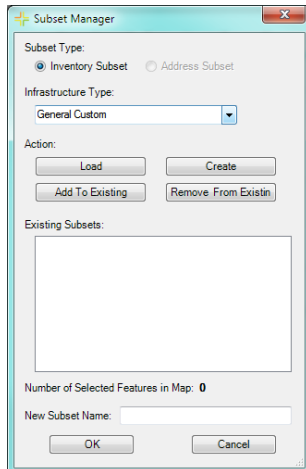 Subset Manager
Subset Type:
Inventory Subset Address Subset
Infrastructure Type:
General Custom
Action:
Load Create
Add To Existing Remove From Existin
Existing Subsets:
Number of Selected Features in Map: 0
New Subset Name:
OK Cancel